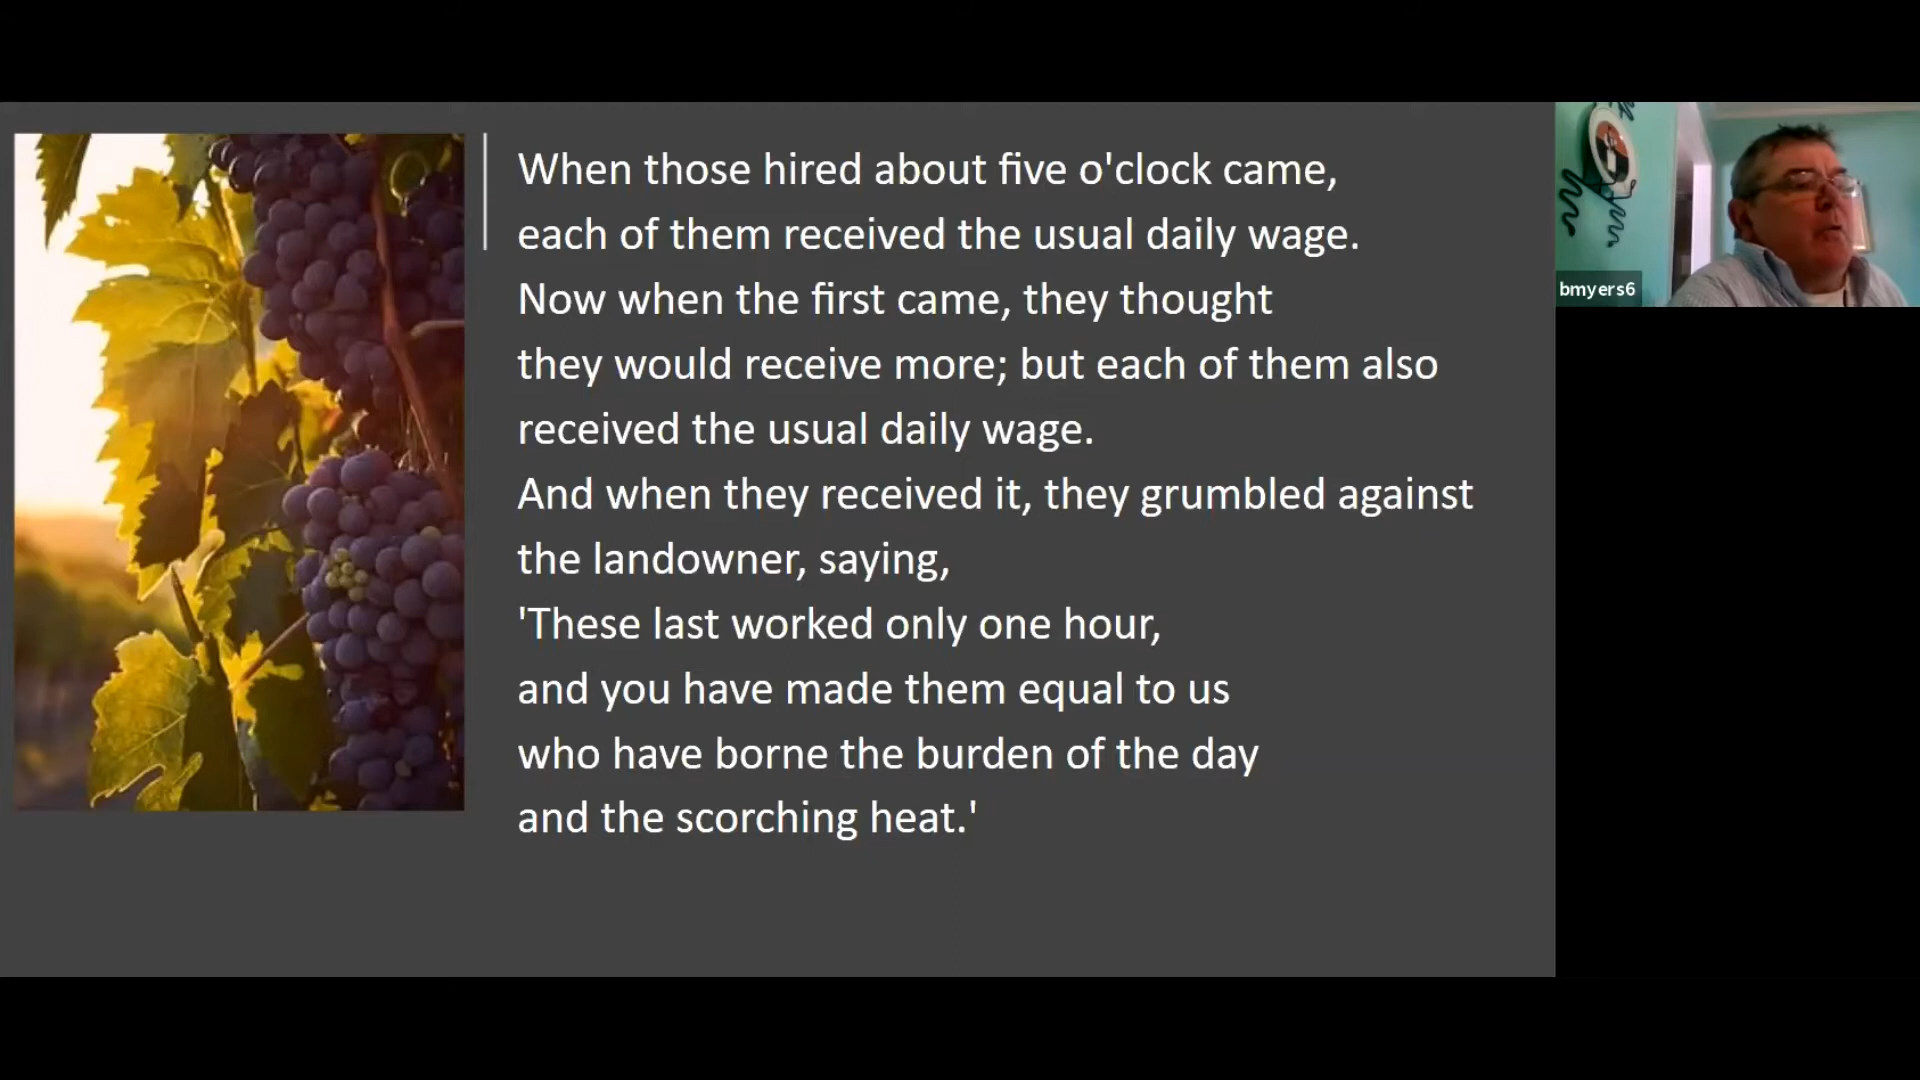 When those hired about five o'clock came,
each of them received the usual daily wage.
Now when the first came, they thought
they would receive more; but each of them also
received the usual daily wage.
And when they received it, they grumbled against
the landowner, saying,
'These last worked only one hour,
and you have made them equal to us
who have borne the burden of the day
and the scorching heat.'
bmyers6